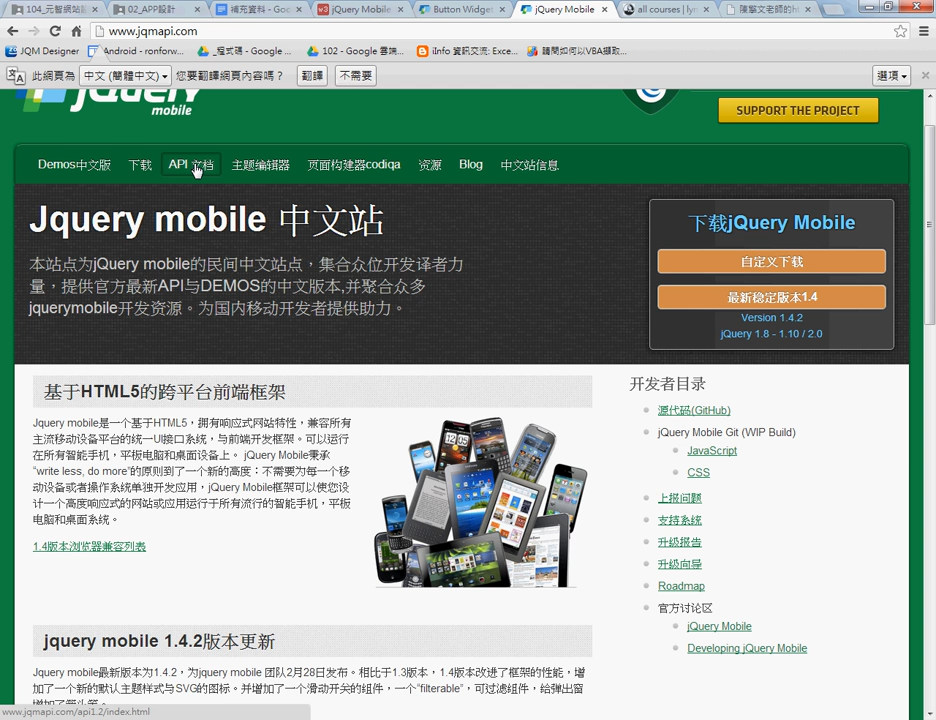 104_元智網站
02_APP設計
補充資料 - Goo
jQuery Mobile
Button Widget
jQuery Mobile
all courses | lyn
陳擎文老師的h
www.jqmapi.com
JQM Designer
Android - ronforw...
_程式碼 - Google ...
102 - Google 雲端...
iInfo 資訊交流: Exce...
請問如何以VBA擷取...
此網頁為
中文 (簡體中文)
您要翻譯網頁內容嗎？
翻譯
不需要
選項
jQuery
mobile
SUPPORT THE PROJECT
Demos中文版
下载
API 文档
主题编辑器
页面构建器codiqa
资源
Blog
中文站信息
Jquery mobile 中文站
本站点为jQuery mobile的民间中文站点，集合众位开发译者力
量，提供官方最新API与DEMOS的中文版本,并聚合众多
jquerymobile开发资源。为国内移动开发者提供助力。
下载jQuery Mobile
自定义下载
最新稳定版本1.4
Version 1.4.2
jQuery 1.8 - 1.10 / 2.0
基于HTML5的跨平台前端框架
Jquery mobile是一个基于HTML5，拥有响应式网站特性，兼容所有
主流移动设备平台的统一UI接口系统，与前端开发框架。可以运行
在所有智能手机，平板电脑和桌面设备上。 jQuery Mobile秉承
“write less, do more”的原则到了一个新的高度：不需要为每一个移
动设备或者操作系统单独开发应用，jQuery Mobile框架可以使您设
计一个高度响应式的网站或应用运行于所有流行的智能手机，平板
电脑和桌面系统。
1.4版本浏览器兼容列表
开发者目录
源代码(GitHub)
jQuery Mobile Git (WIP Build)
JavaScript
CSS
上报问题
支持系统
升级报告
升级向导
Roadmap
官方讨论区
jQuery Mobile
Developing jQuery Mobile
jquery mobile 1.4.2版本更新
Jquery mobile最新版本为1.4.2，为jquery mobile 团队2月28日发布。相比于1.3版本，1.4版本改进了框架的性能，增
加了一个新的默认主题样式与SVG的图标。并增加了一个滑动开关的组件，一个“filterable”，可过滤组件，给弹出窗
www.jqmapi.com/api1.2/index.html